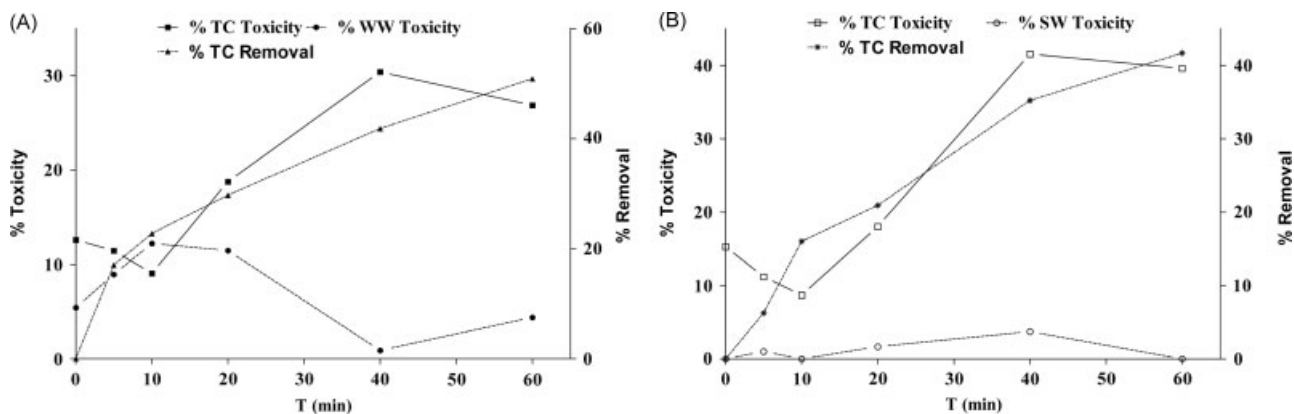 (A)
% TC Toxicity % WW Toxicity
% TC Removal
% Toxicity
30
20
10
0
60
40
20
0
% Removal
0 10 20 30 40 50 60
T (min)
(B)
% TC Toxicity % SW Toxicity
% TC Removal
% Toxicity
40
30
20
10
0
40
30
20
10
0
% Removal
0 10 20 30 40 50 60
T (min)